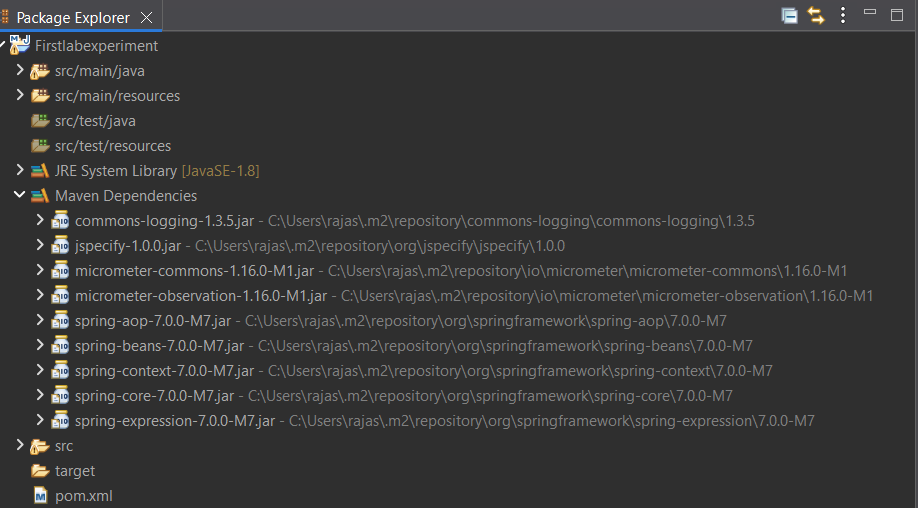 Package Explorer
Firstlabexperiment
src/main/java
src/main/resources
src/test/java
src/test/resources
JRE System Library [JavaSE-1.8]
Maven Dependencies
commons-logging-1.3.5.jar - C:\Users\rajas\.m2\repository\commons-logging\commons-logging\1.3.5
jspecify-1.0.0.jar - C:\Users\rajas\.m2\repository\org\jspecify\jspecify\1.0.0
micrometer-commons-1.16.0-M1.jar - C:\Users\rajas\.m2\repository\io\micrometer\micrometer-commons\1.16.0-M1
micrometer-observation-1.16.0-M1.jar - C:\Users\rajas\.m2\repository\io\micrometer\micrometer-observation\1.16.0-M1
spring-aop-7.0.0-M7.jar - C:\Users\rajas\.m2\repository\org\springframework\spring-aop\7.0.0-M7
spring-beans-7.0.0-M7.jar - C:\Users\rajas\.m2\repository\org\springframework\spring-beans\7.0.0-M7
spring-context-7.0.0-M7.jar - C:\Users\rajas\.m2\repository\org\springframework\spring-context\7.0.0-M7
spring-core-7.0.0-M7.jar - C:\Users\rajas\.m2\repository\org\springframework\spring-core\7.0.0-M7
spring-expression-7.0.0-M7.jar - C:\Users\rajas\.m2\repository\org\springframework\spring-expression\7.0.0-M7
src
target
pom.xml